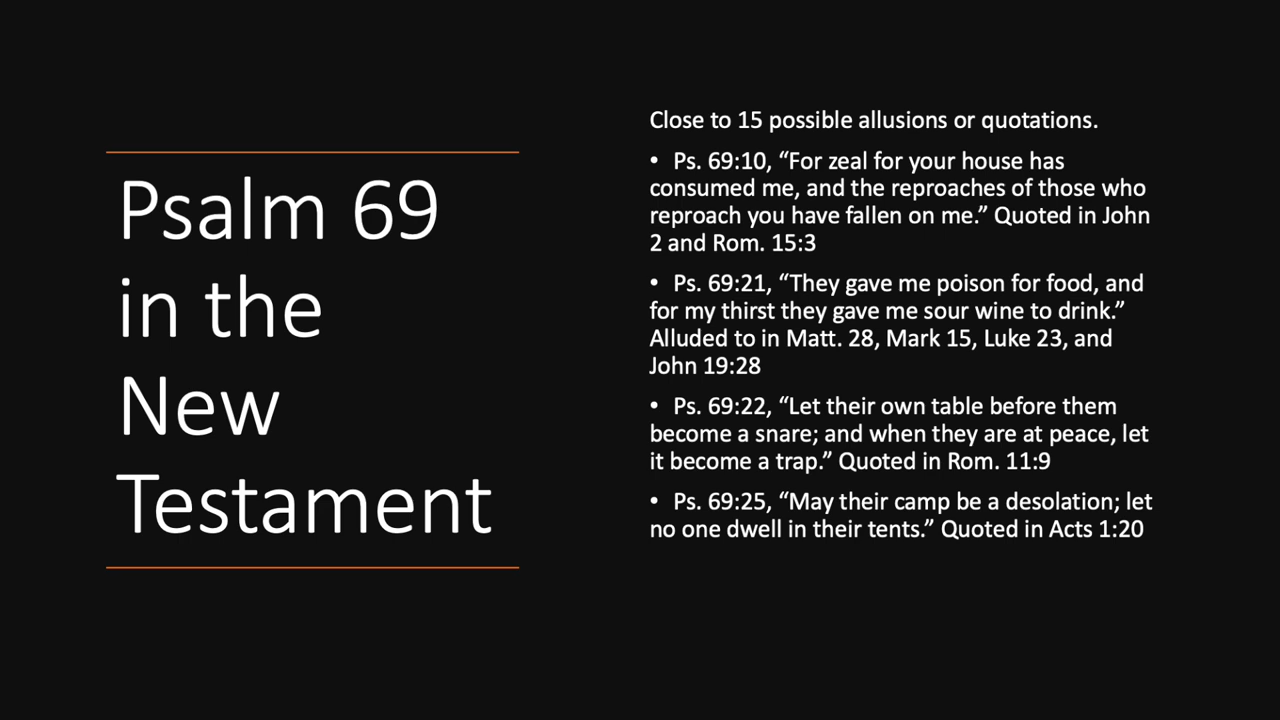 Psalm 69
in the
New
Testament
Close to 15 possible allusions or quotations.
• Ps. 69:10, “For zeal for your house has
consumed me, and the reproaches of those who
reproach you have fallen on me.” Quoted in John
2 and Rom. 15:3
• Ps. 69:21, “They gave me poison for food, and
for my thirst they gave me sour wine to drink.”
Alluded to in Matt. 28, Mark 15, Luke 23, and
John 19:28
• Ps. 69:22, “Let their own table before them
become a snare; and when they are at peace, let
it become a trap.” Quoted in Rom. 11:9
• Ps. 69:25, “May their camp be a desolation; let
no one dwell in their tents.” Quoted in Acts 1:20